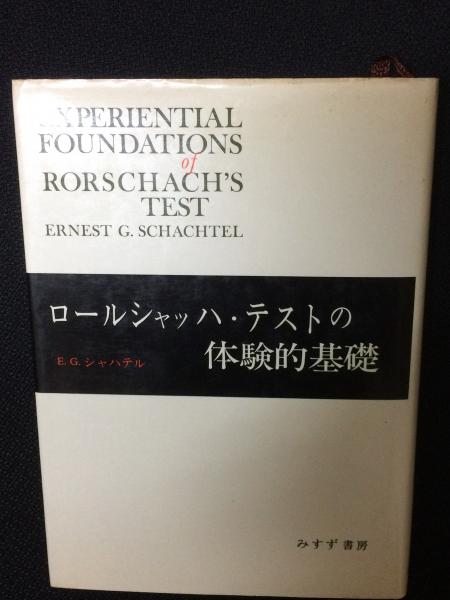 EXPERIENTIAL
FOUNDATIONS
of
RORSCHACH'S
TEST
ERNEST G. SCHACHTEL
ロールシャッハ・テストの
体験的基礎
E.G.シャハテル
みすず書房